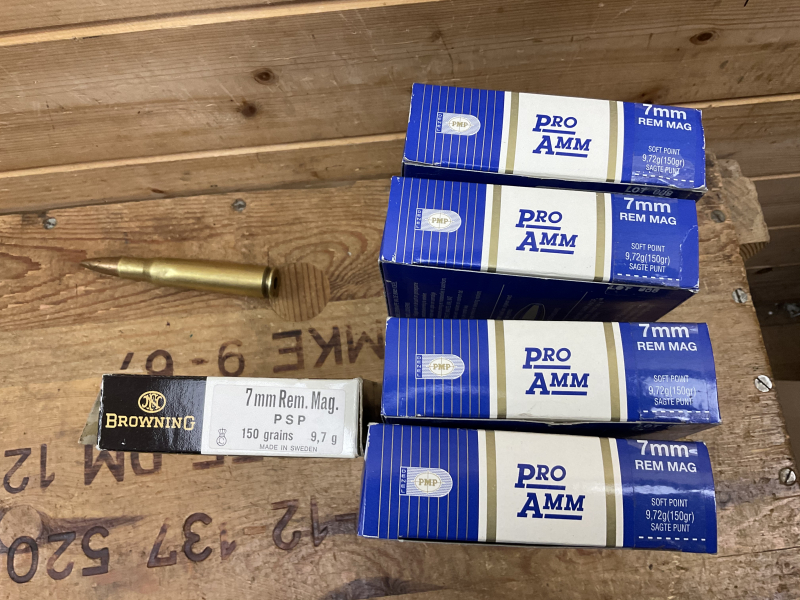 PMP
PRO
AMM
7mm
REM MAG
SOFT POINT
9,72g(150gr)
SAGTE PUNT
PMP
PRO
AMM
7mm
REM MAG
SOFT POINT
9,72g(150gr)
SAGTE PUNT
PMP
PRO
AMM
7mm
REM MAG
SOFT POINT
9,72g(150gr)
SAGTE PUNT
PMP
PRO
AMM
7mm
REM MAG
SOFT POINT
9,72g(150gr)
SAGTE PUNT
BROWNING
7mm Rem. Mag.
PSP
150 grains 9,7 g
MADE IN SWEDEN
MKE 9-67
DM 12
12 137 520